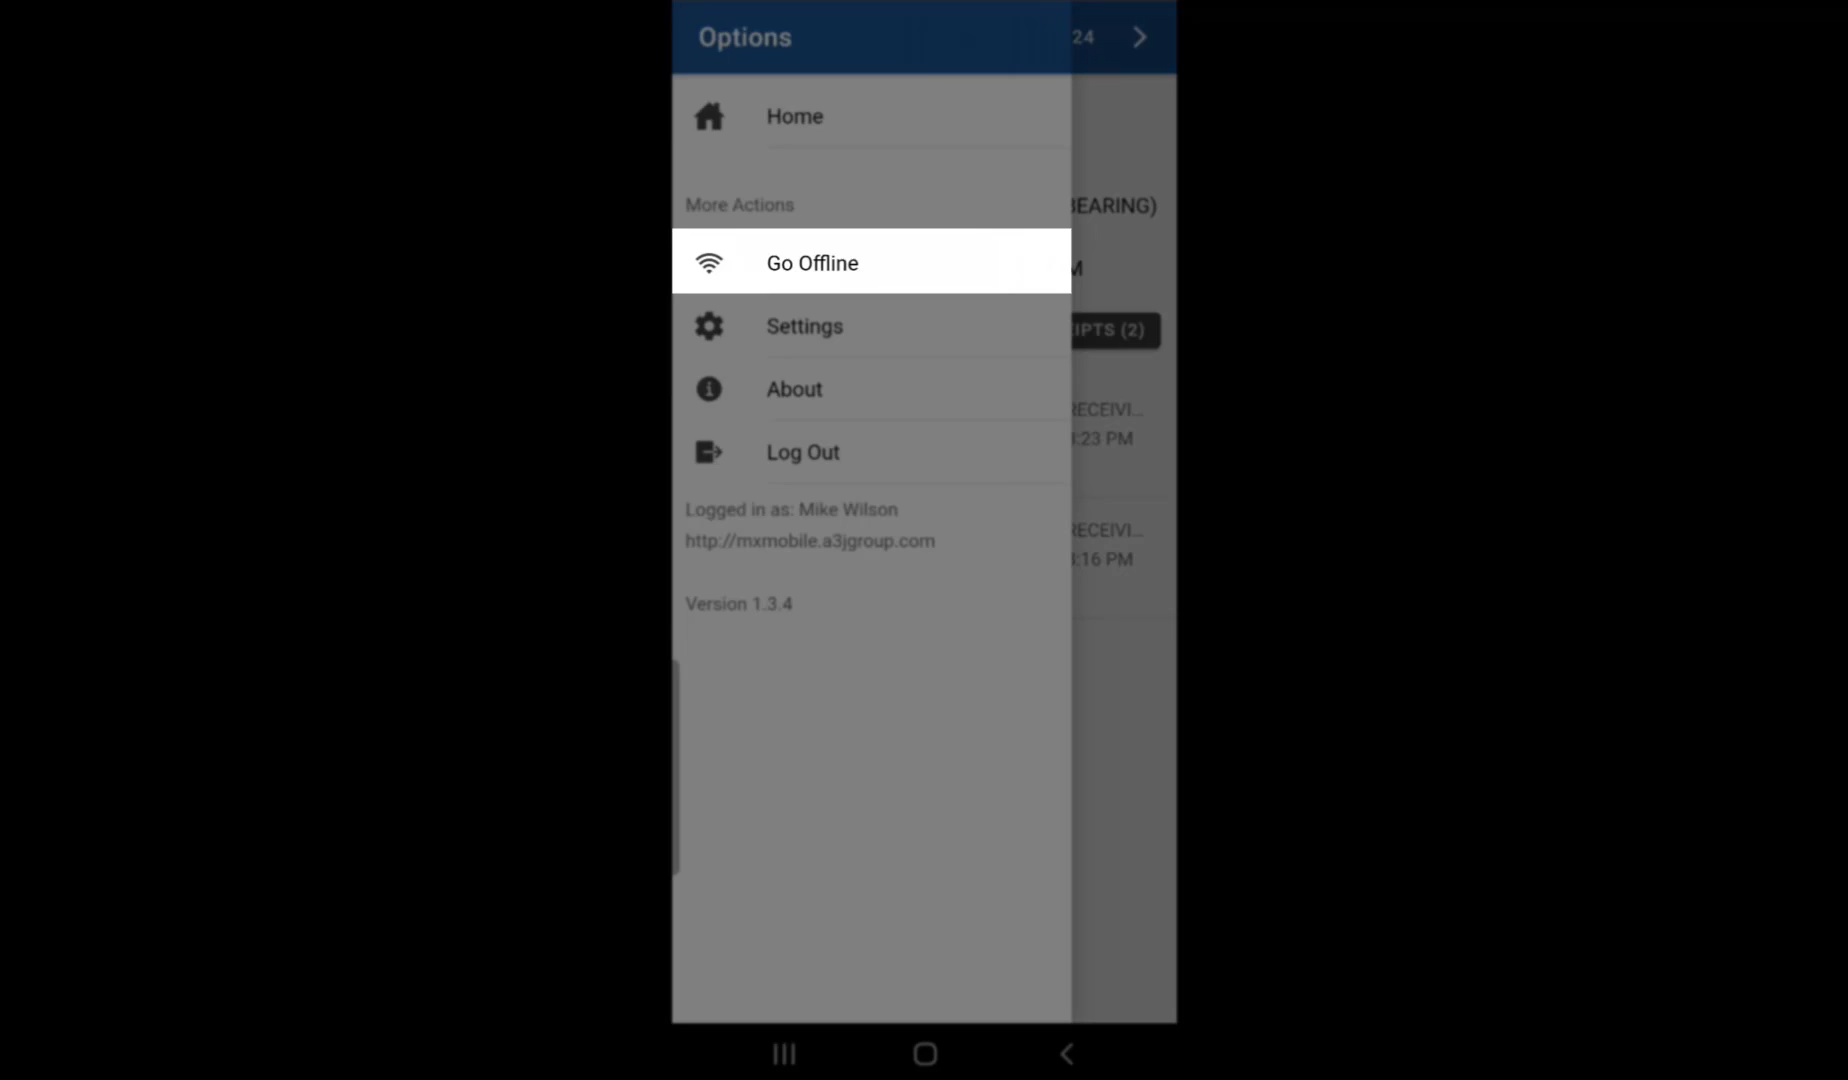 Options
24
Home
More Actions
BEARING)
Go Offline
M
Settings
IPTS (2)
About
RECEIVI...
:23 PM
Log Out
Logged in as: Mike Wilson
http://mxmobile.a3jgroup.com
RECEIVI...
:16 PM
Version 1.3.4